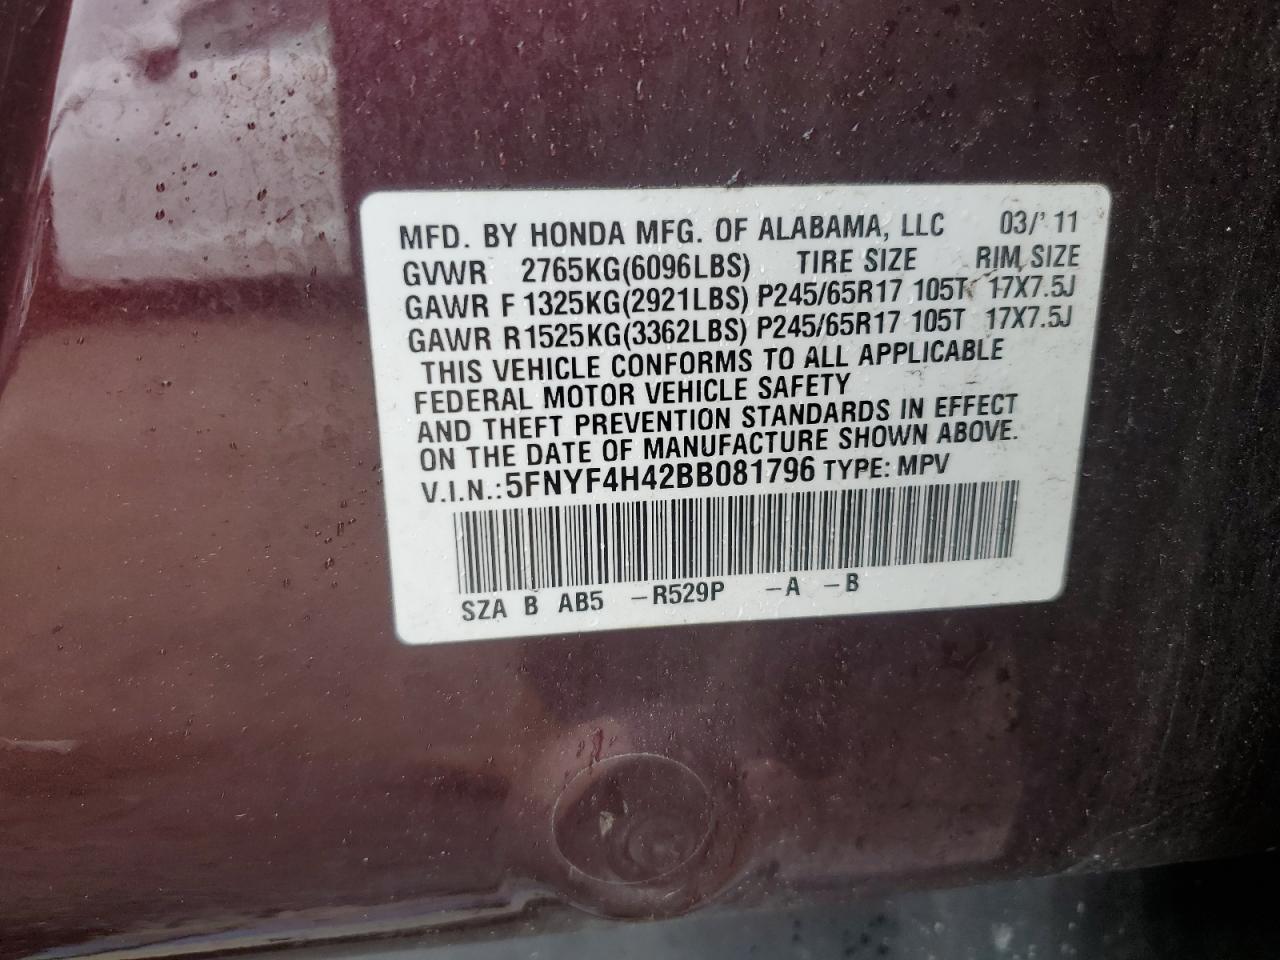 MFD. BY HONDA MFG. OF ALABAMA, LLC 03/' 11
GVWR 2765KG(6096LBS) TIRE SIZE RIM SIZE
GAWR F 1325KG(2921LBS) P245/65R17 105T 17X7.5J
GAWR R 1525KG(3362LBS) P245/65R17 105T 17X7.5J
THIS VEHICLE CONFORMS TO ALL APPLICABLE
FEDERAL MOTOR VEHICLE SAFETY
AND THEFT PREVENTION STANDARDS IN EFFECT
ON THE DATE OF MANUFACTURE SHOWN ABOVE.
V.I.N.: 5FNYF4H42BB081796 TYPE: MPV
SZA B AB5 -R529P -A -B